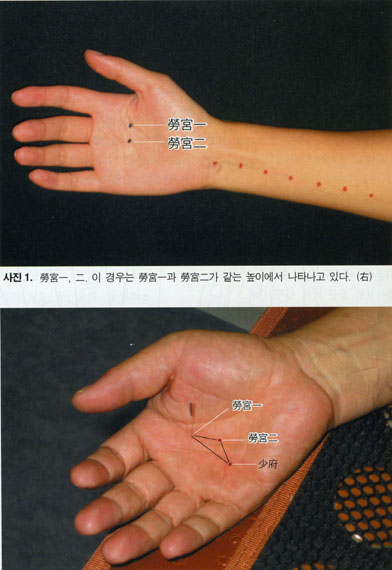 勞宮一
勞宮二
사진 1. 勞宮一, 二. 이 경우는 勞宮一과 勞宮二가 같는 높이에서 나타나고 있다. (右)
勞宮一
勞宮二
少府